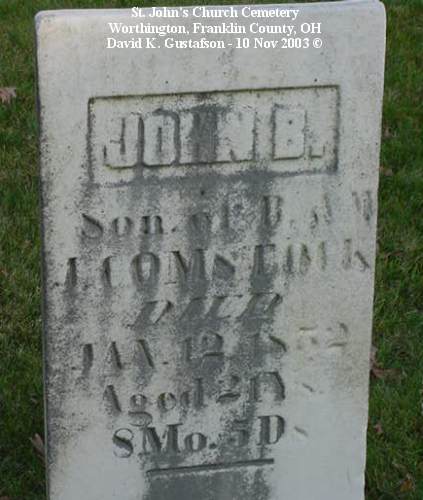 St. John's Church Cemetery
Worthington, Franklin County, OH
David K. Gustafson - 10 Nov 2003 ©
JOHN B.
Son. of B. & W
J COMSTOCK
DIED
JAN. 12, 1852
Aged 21Y
8Mo. 5D